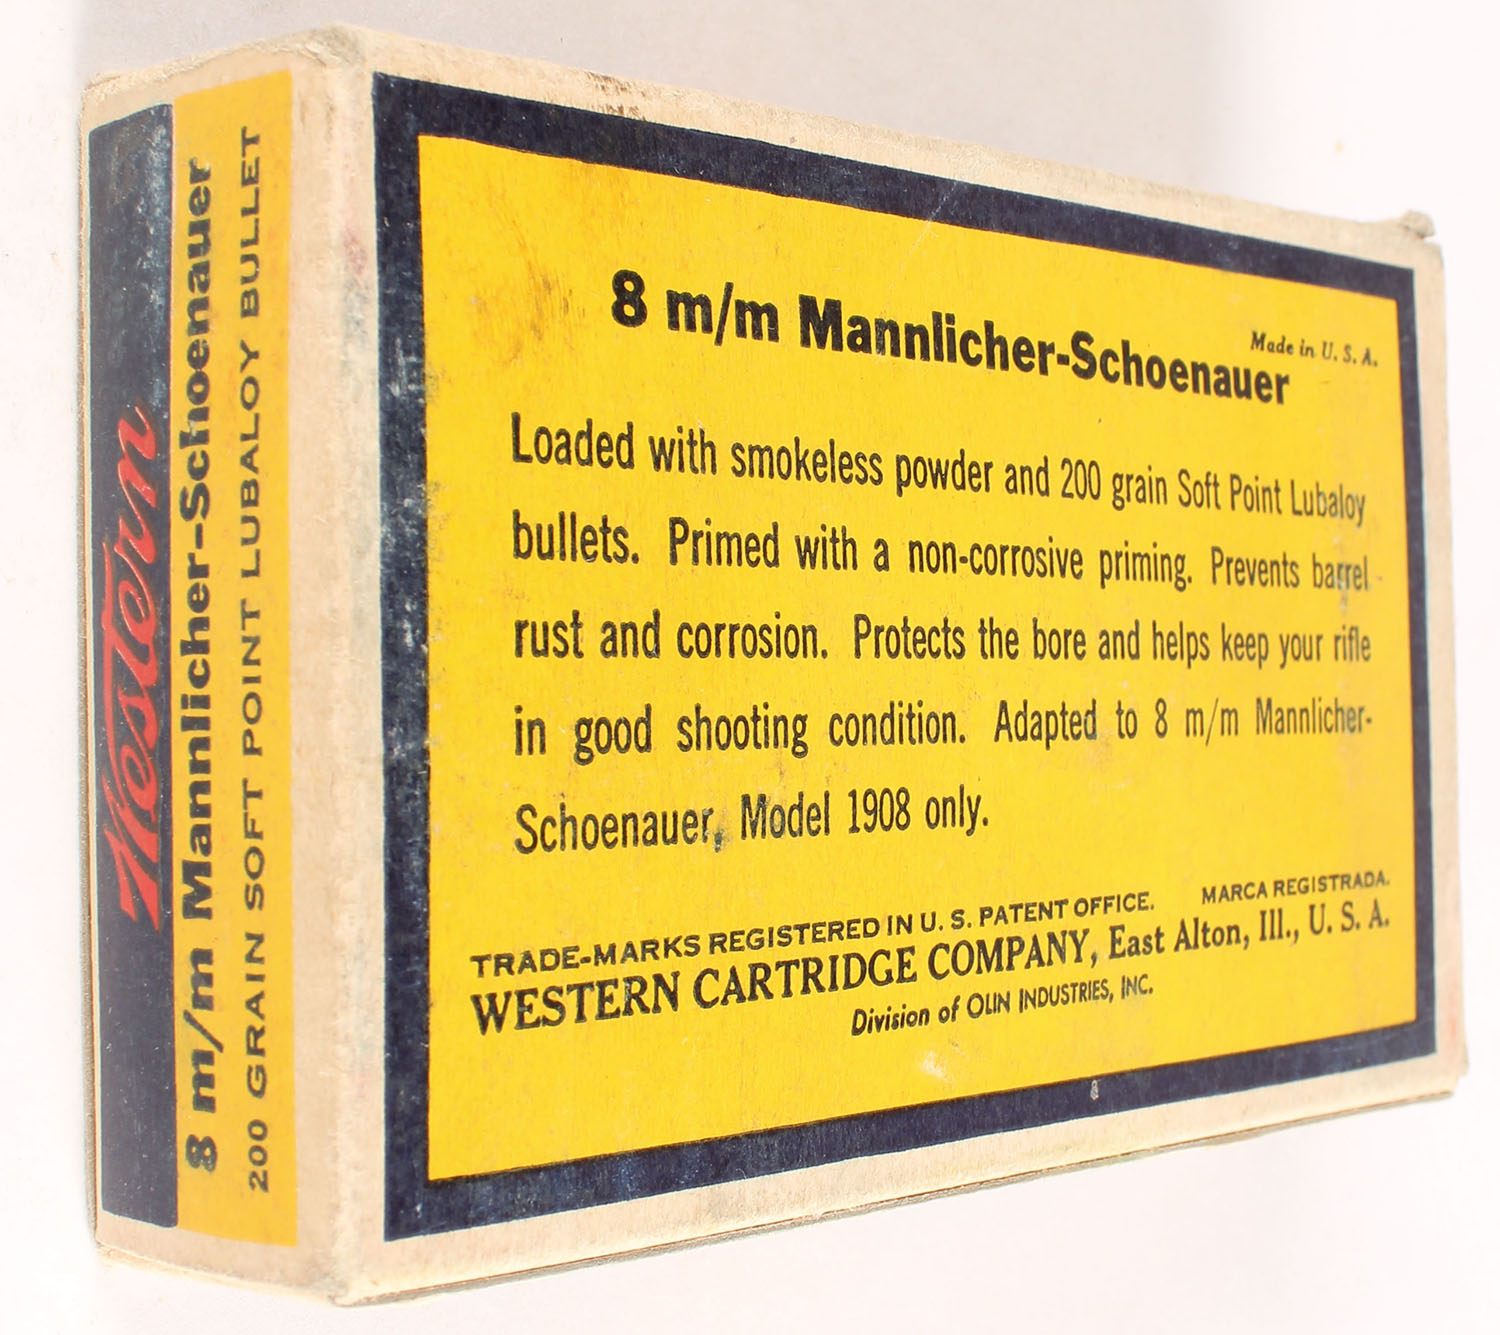 Western
8 m/m Mannlicher-Schoenauer
200 GRAIN SOFT POINT LUBALOY BULLET
8 m/m Mannlicher-Schoenauer
Made in U. S. A.
Loaded with smokeless powder and 200 grain Soft Point Lubaloy
bullets. Primed with a non-corrosive priming. Prevents barrel
rust and corrosion. Protects the bore and helps keep your rifle
in good shooting condition. Adapted to 8 m/m Mannlicher-
Schoenauer, Model 1908 only.
TRADE-MARKS REGISTERED IN U. S. PATENT OFFICE. MARCA REGISTRADA.
WESTERN CARTRIDGE COMPANY, East Alton, Ill., U. S. A.
Division of OLIN INDUSTRIES, INC.